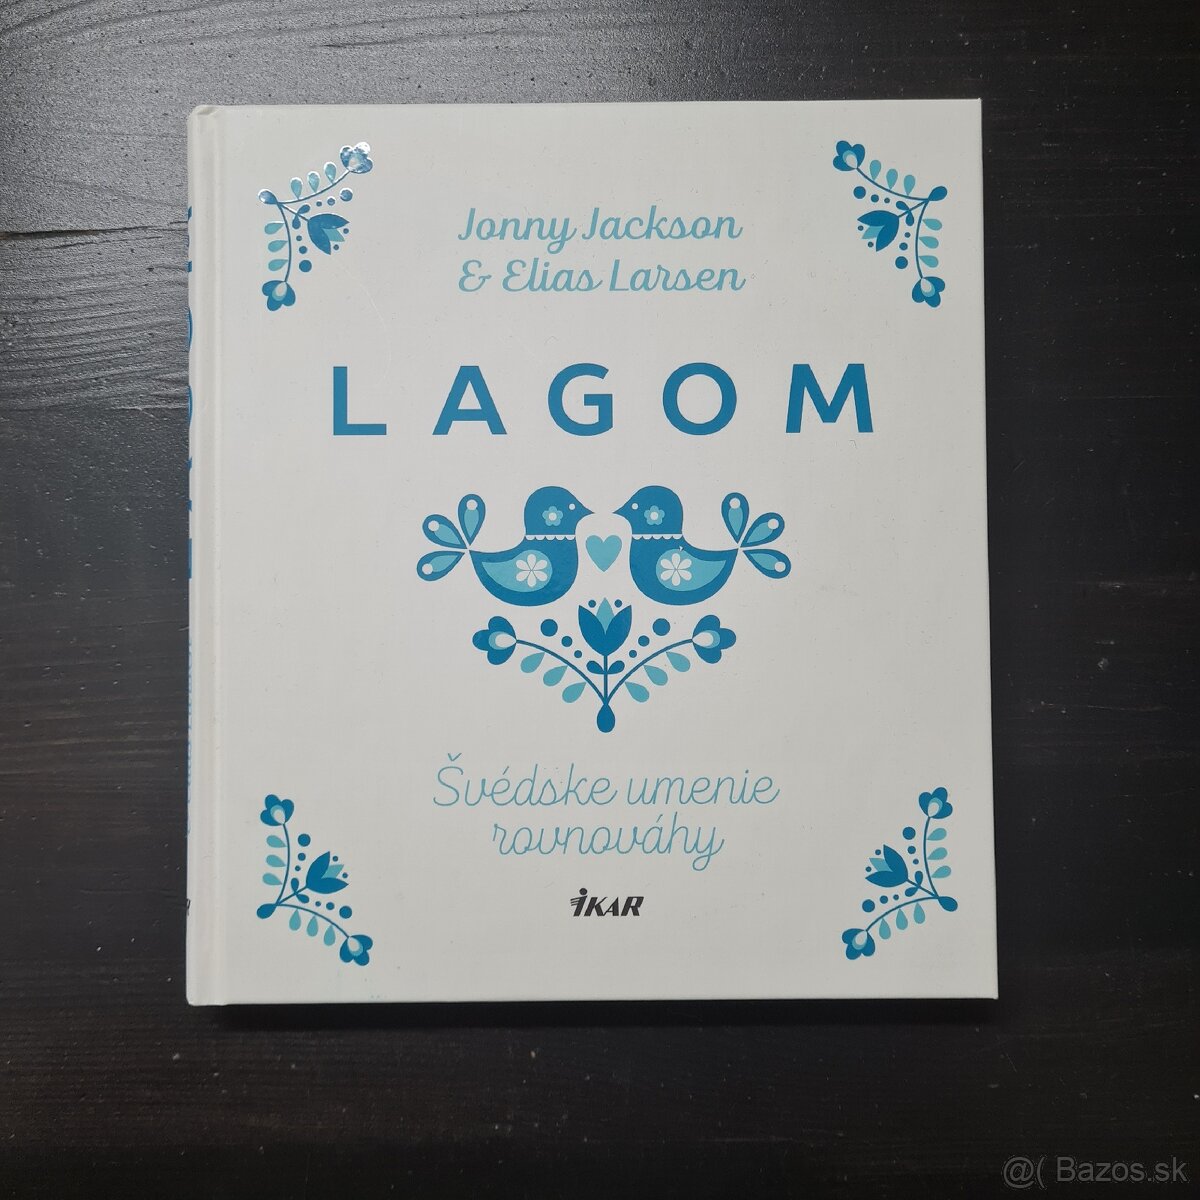 Jonny Jackson
& Elias Larsen
LAGOM
Švédske umenie
rovnováhy
IKAR
@( Bazos.sk